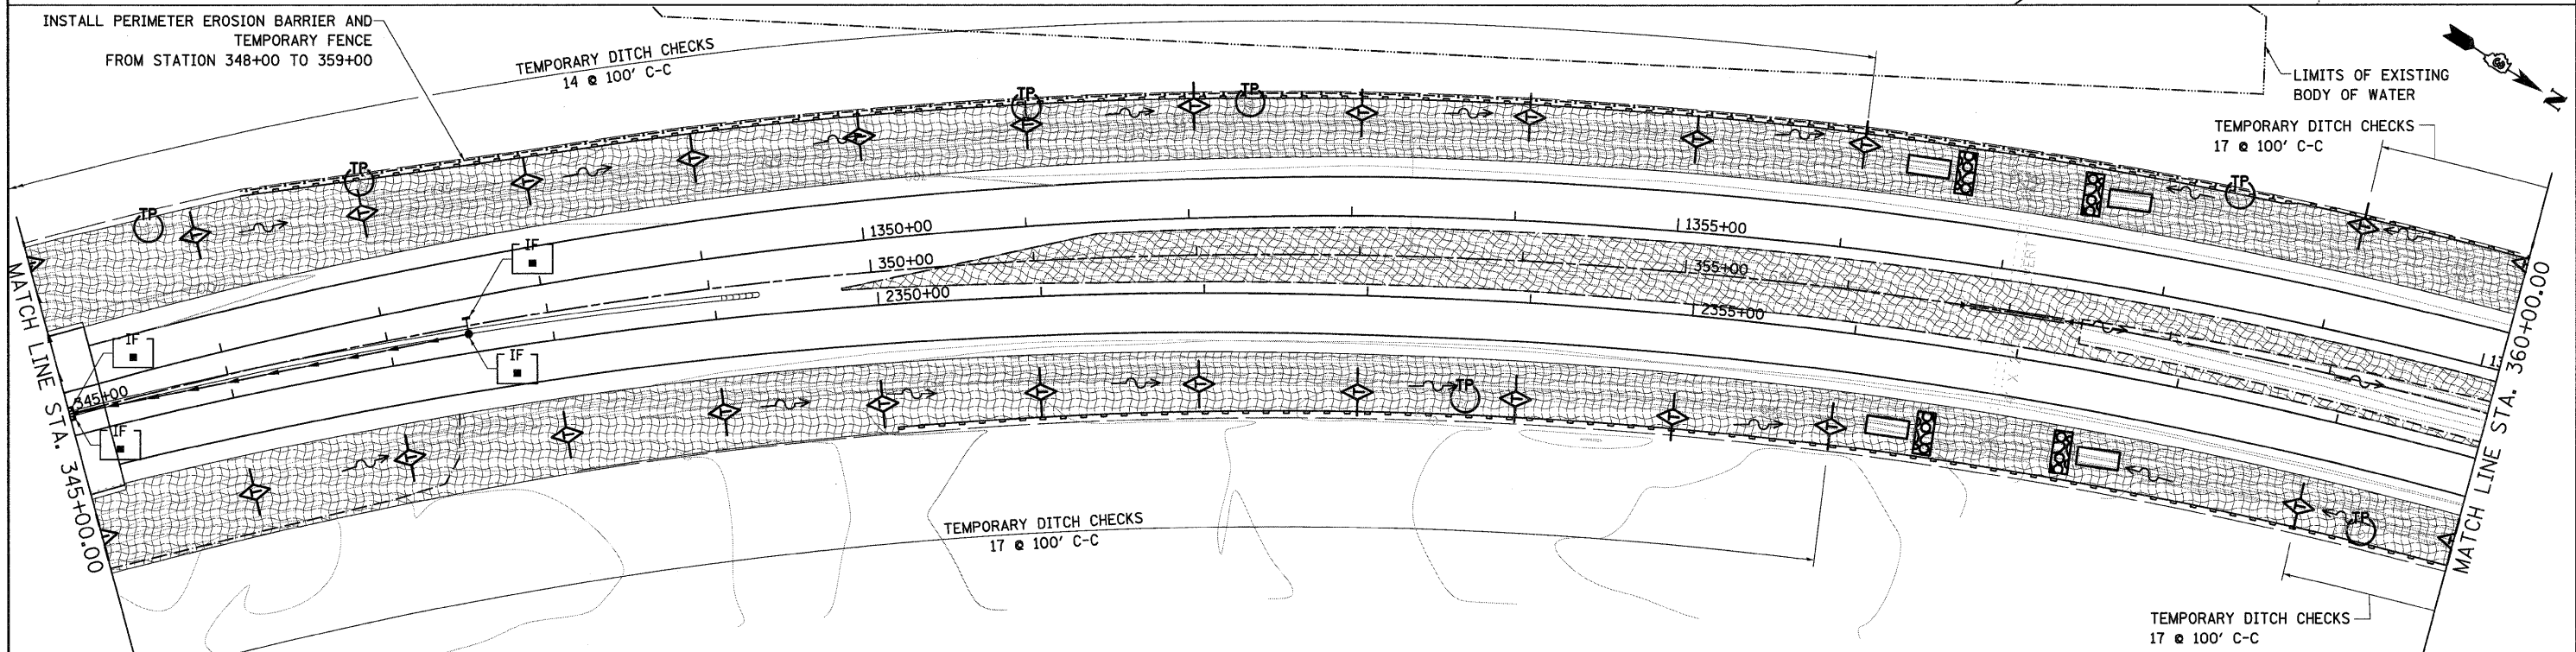 INSTALL PERIMETER EROSION BARRIER AND
TEMPORARY FENCE
FROM STATION 348+00 TO 359+00
TEMPORARY DITCH CHECKS
14 @ 100' C-C
LIMITS OF EXISTING
BODY OF WATER
N
TEMPORARY DITCH CHECKS
17 @ 100' C-C
TP
TP
TP
TP
TP
1350+00
1355+00
350+00
355+00
2350+00
2355+00
IF
IF
IF
IF
345+00
MATCH LINE STA. 345+00.00
MATCH LINE STA. 360+00.00
TP
TP
TEMPORARY DITCH CHECKS
17 @ 100' C-C
TEMPORARY DITCH CHECKS
17 @ 100' C-C